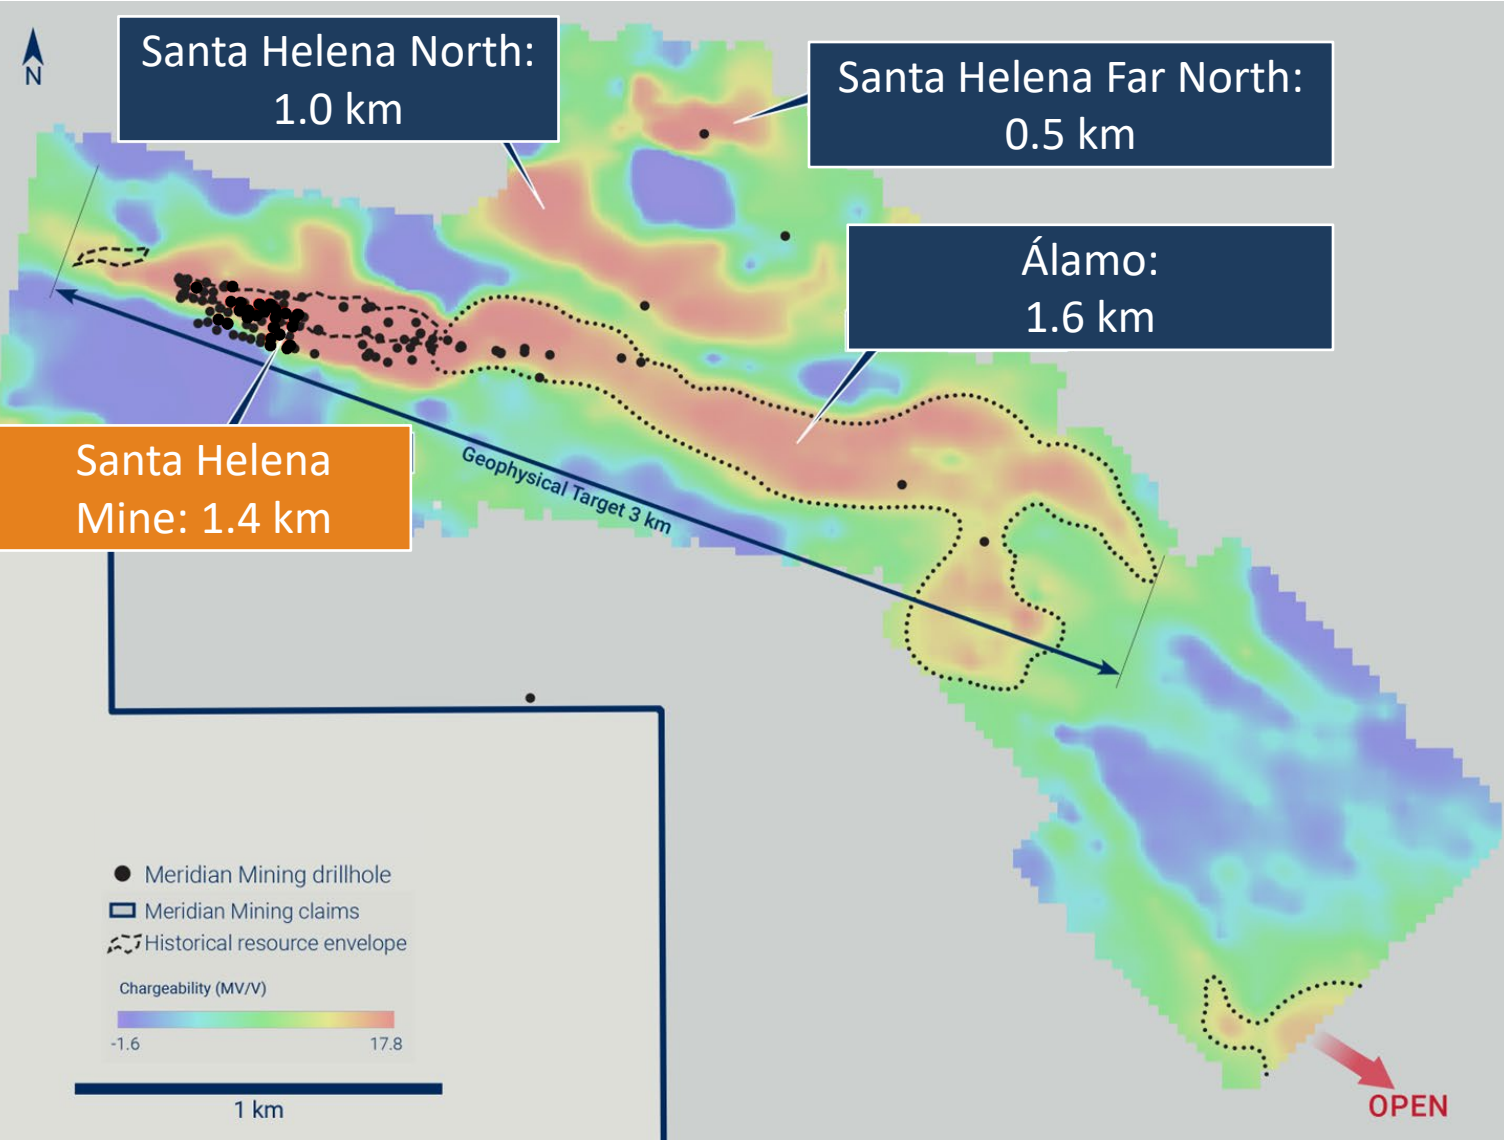 N
Santa Helena North:
1.0 km
Santa Helena Far North:
0.5 km
Álamo:
1.6 km
Santa Helena
Mine: 1.4 km
Geophysical Target 3 km
Meridian Mining drillhole
Meridian Mining claims
Historical resource envelope
Chargeability (MV/V)
-1.6 17.8
1 km
OPEN